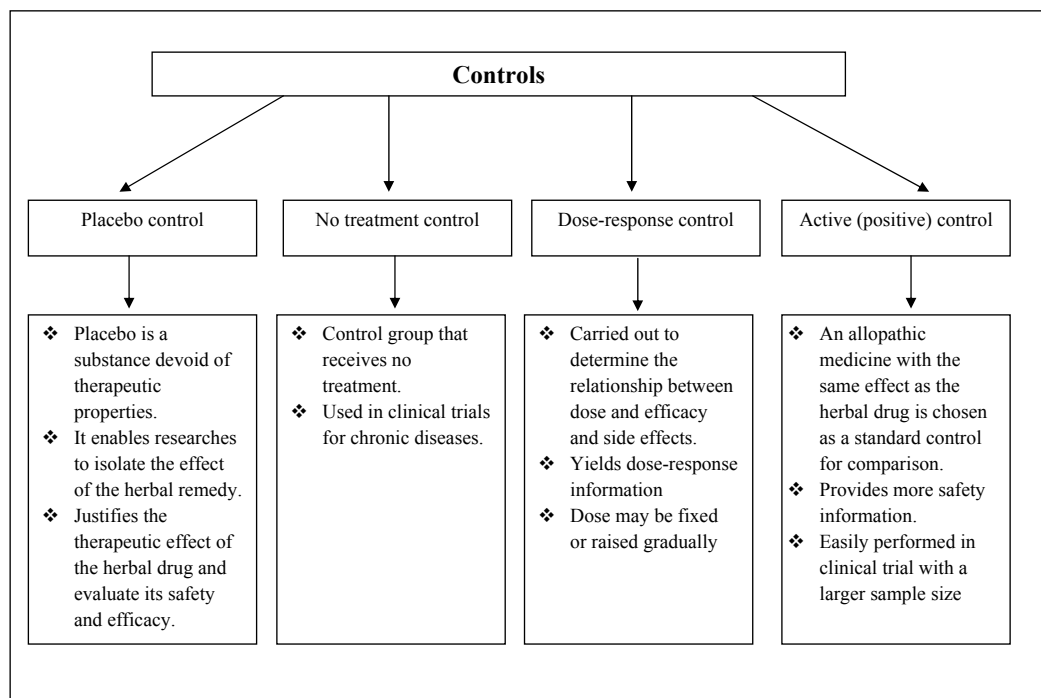 Controls
Placebo control
No treatment control
Dose-response control
Active (positive) control
❖ Placebo is a
substance devoid of
therapeutic
properties.
❖ It enables researches
to isolate the effect
of the herbal remedy.
❖ Justifies the
therapeutic effect of
the herbal drug and
evaluate its safety
and efficacy.
❖ Control group that
receives no
treatment.
❖ Used in clinical trials
for chronic diseases.
❖ Carried out to
determine the
relationship between
dose and efficacy
and side effects.
❖ Yields dose-response
information
❖ Dose may be fixed
or raised gradually
❖ An allopathic
medicine with the
same effect as the
herbal drug is chosen
as a standard control
for comparison.
❖ Provides more safety
information.
❖ Easily performed in
clinical trial with a
larger sample size